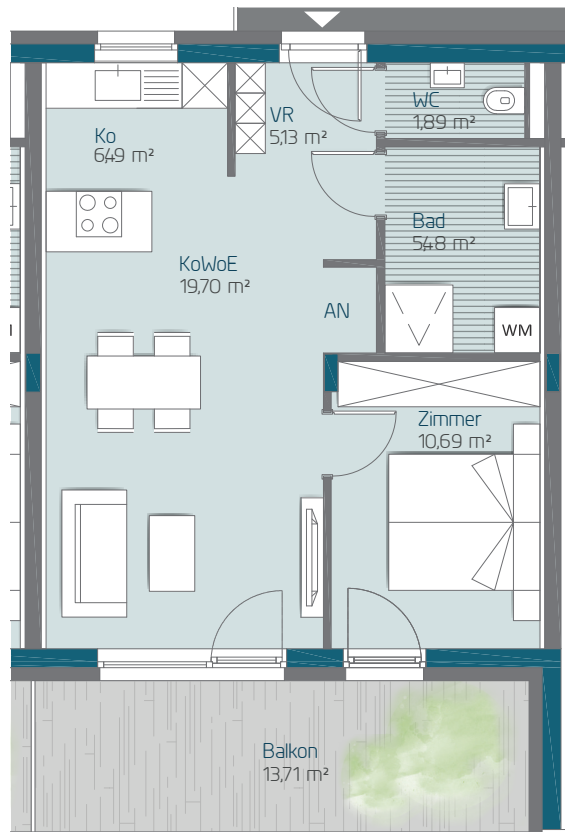 WC
1,89 m²
VR
5,13 m²
Ko
6,49 m²
Bad
5,48 m²
KoWoE
19,70 m²
AN
WM
Zimmer
10,69 m²
Balkon
13,71 m²